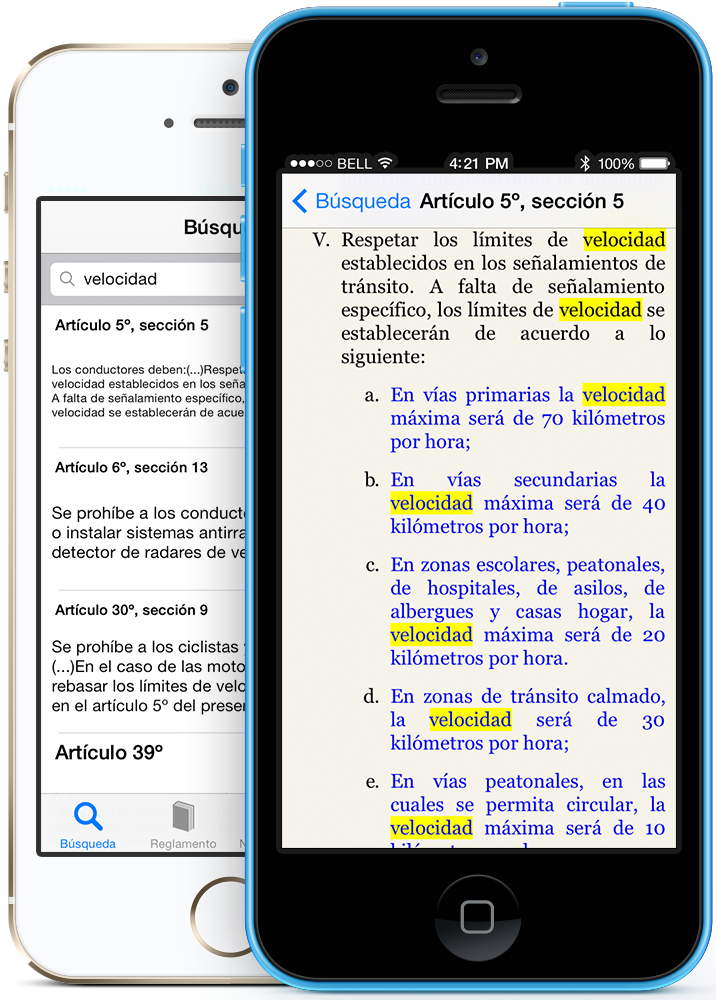 Búsqu
velocidad
Artículo 5º, sección 5
Los conductores deben:(...)Respet
velocidad establecidos en los seña
A falta de señalamiento específico,
velocidad se establecerán de acue
Artículo 6º, sección 13
Se prohíbe a los conducto
o instalar sistemas antirra
detector de radares de ve
Artículo 30º, sección 9
Se prohíbe a los ciclistas
(...)En el caso de las moto
rebasar los límites de velo
en el artículo 5º del presen
Artículo 39º
Búsqueda
Reglamento
BELL 4:21 PM 100%
Búsqueda Artículo 5º, sección 5
V. Respetar los límites de velocidad
establecidos en los señalamientos de
tránsito. A falta de señalamiento
específico, los límites de velocidad se
establecerán de acuerdo a lo
siguiente:
a. En vías primarias la velocidad
máxima será de 70 kilómetros
por hora;
b. En vías secundarias la
velocidad máxima será de 40
kilómetros por hora;
c. En zonas escolares, peatonales,
de hospitales, de asilos, de
albergues y casas hogar, la
velocidad máxima será de 20
kilómetros por hora.
d. En zonas de tránsito calmado,
la velocidad será de 30
kilómetros por hora;
e. En vías peatonales, en las
cuales se permita circular, la
velocidad máxima será de 10